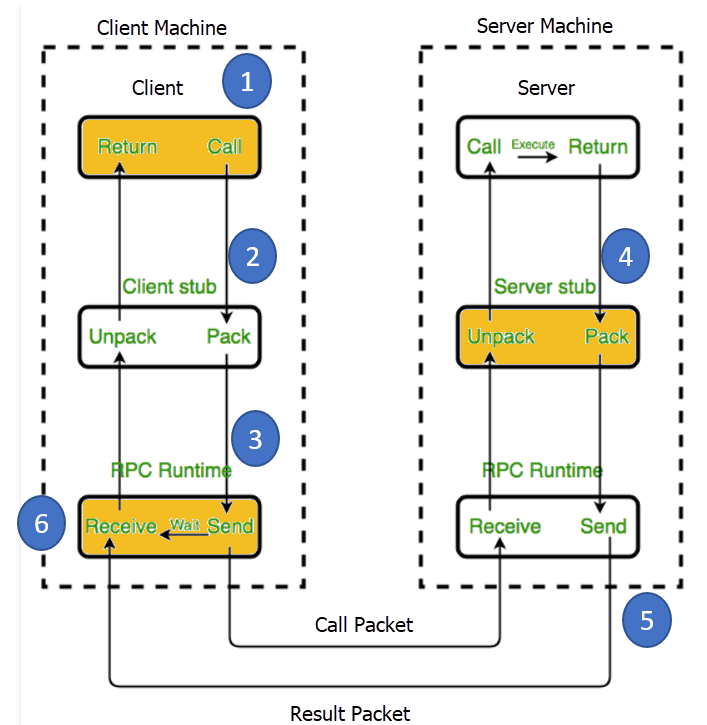 Client Machine
Server Machine
Client
1
Server
Return Call
Call Execute Return
2
4
Client stub
Server stub
Unpack Pack
Unpack Pack
3
RPC Runtime
RPC Runtime
6
Receive Wait Send
Receive Send
5
Call Packet
Result Packet